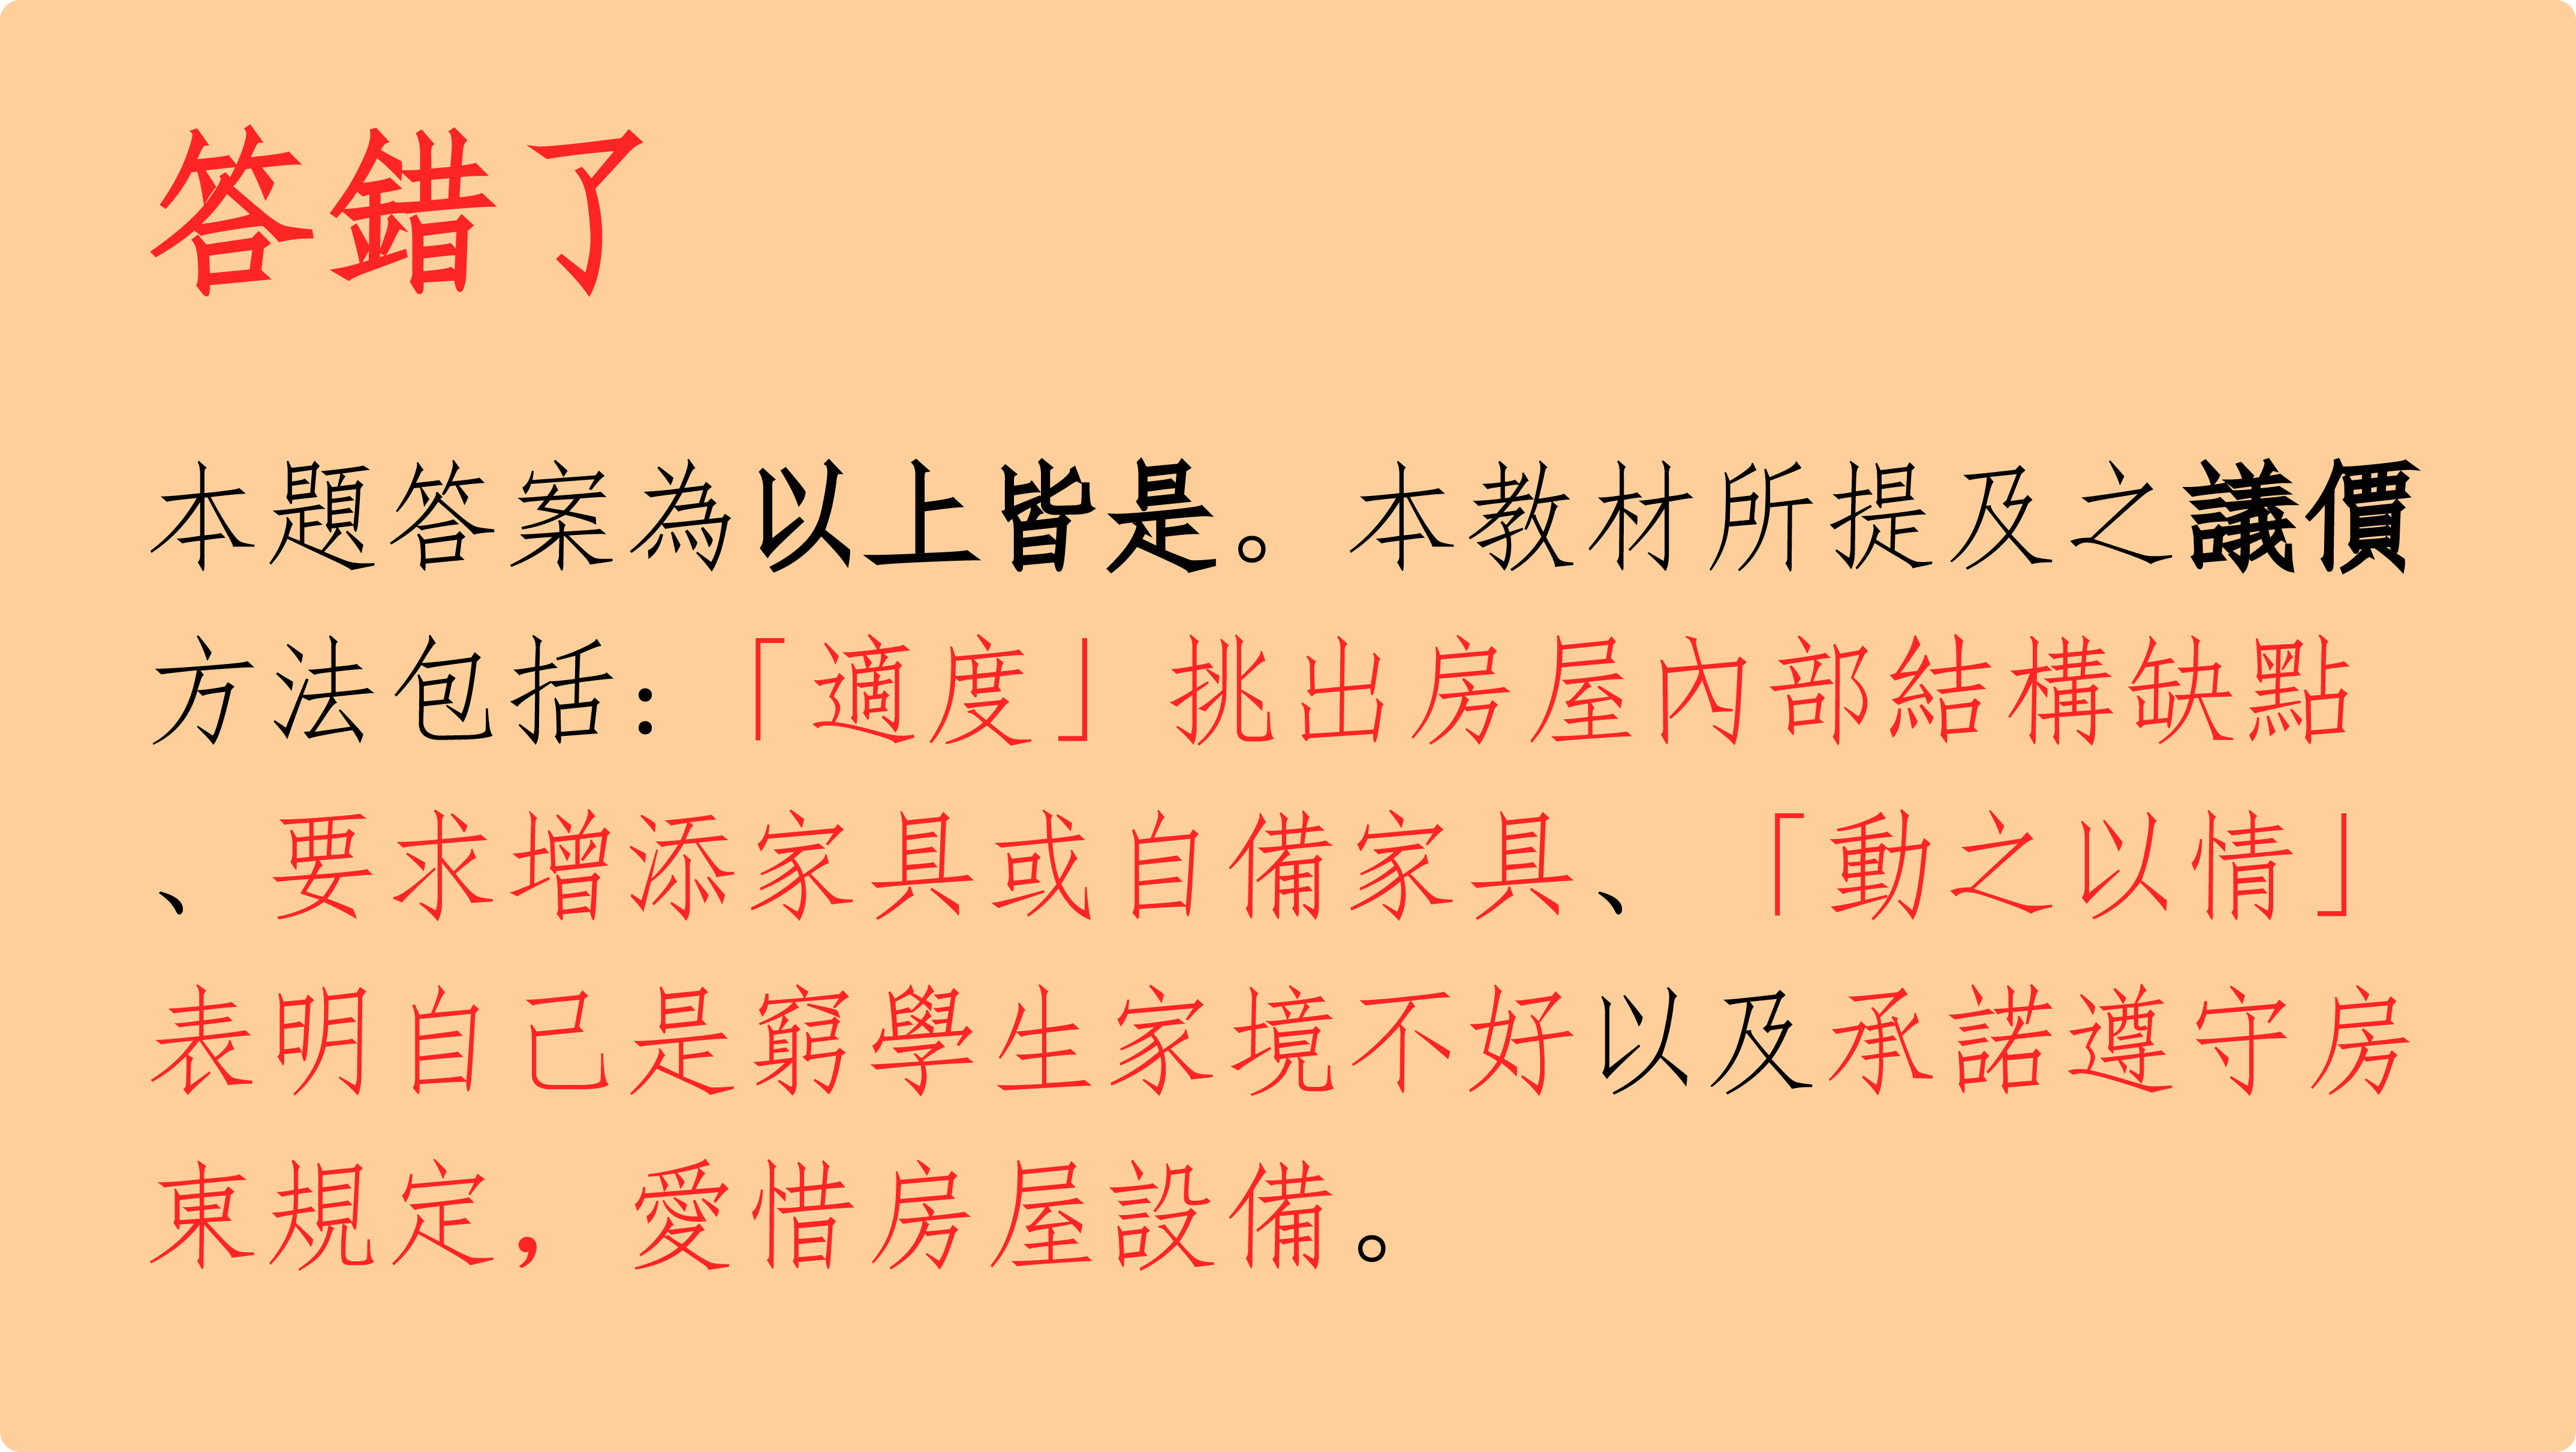 答錯了
本題答案為以上皆是。本教材所提及之議價
方法包括:「適度」挑出房屋內部結構缺點
、要求增添家具或自備家具、「動之以情」
表明自己是窮學生家境不好以及承諾遵守房
東規定，愛惜房屋設備。